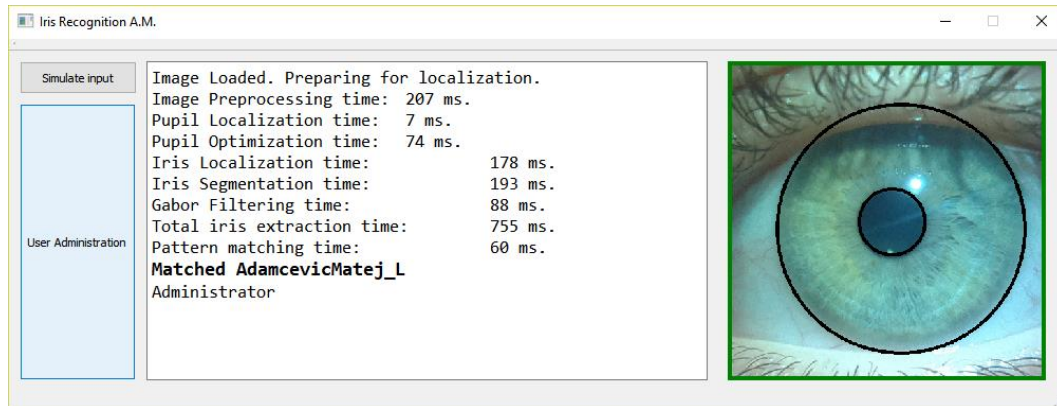 Iris Recognition A.M.
Simulate input
User Administration
Image Loaded. Preparing for localization.
Image Preprocessing time: 207 ms.
Pupil Localization time: 7 ms.
Pupil Optimization time: 74 ms.
Iris Localization time: 178 ms.
Iris Segmentation time: 193 ms.
Gabor Filtering time: 88 ms.
Total iris extraction time: 755 ms.
Pattern matching time: 60 ms.
Matched AdamcevicMatej_L
Administrator